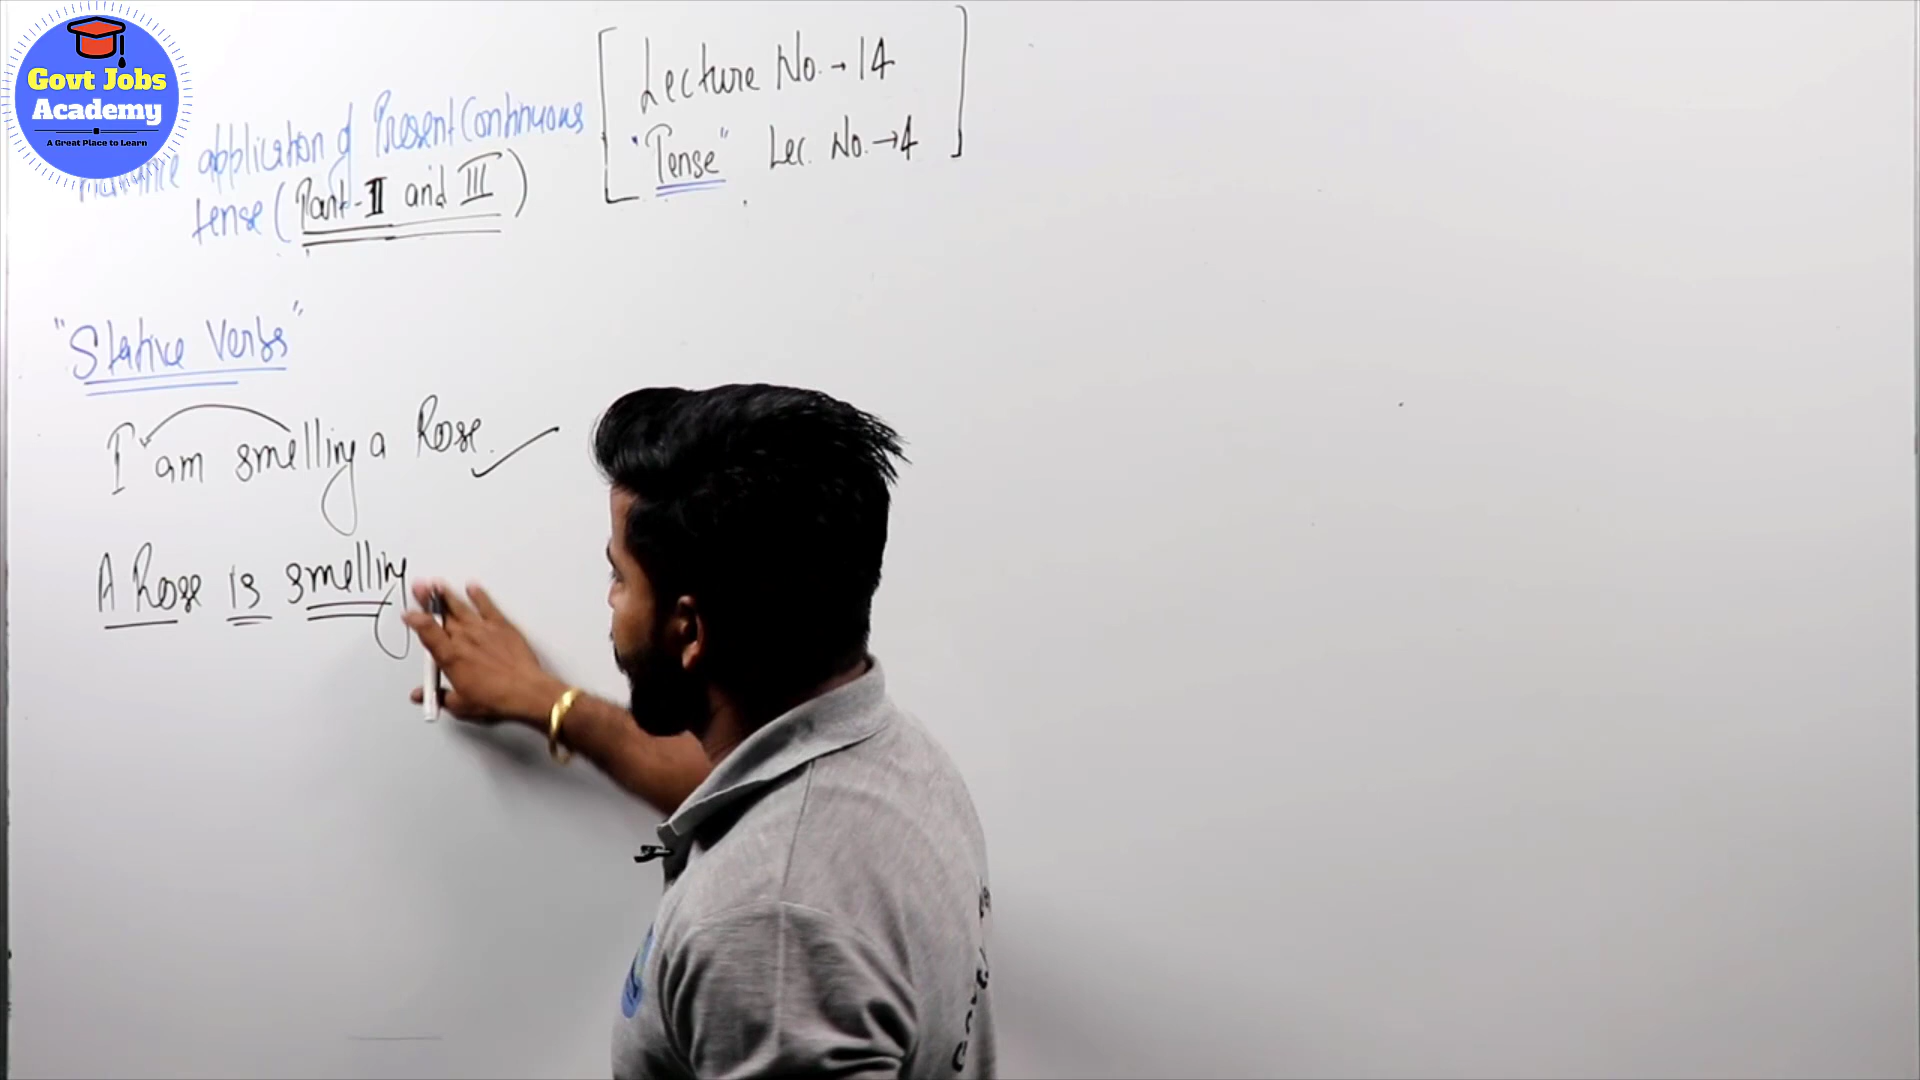 Govt Jobs
Academy
A Great Place to Learn
application of Present Continuous
tense (Part-II and III)
[Lecture No. → 14
"Tense" Lec. No. → 4]
"Stative Verbs"
I am smelling a Rose.
A Rose is smelling